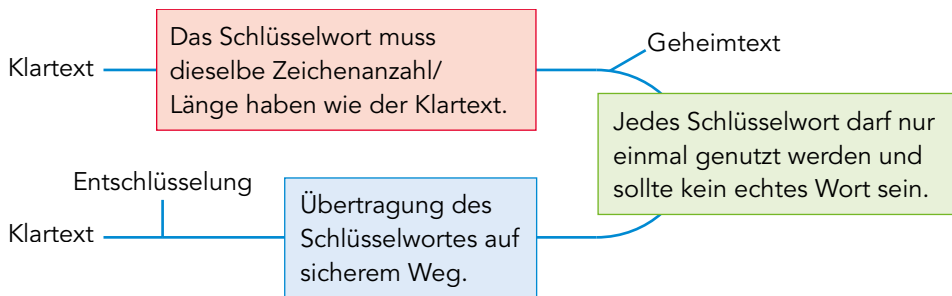 Klartext
Das Schlüsselwort muss
dieselbe Zeichenanzahl/
Länge haben wie der Klartext.
Geheimtext
Jedes Schlüsselwort darf nur
einmal genutzt werden und
sollte kein echtes Wort sein.
Übertragung des
Schlüsselwortes auf
sicherem Weg.
Entschlüsselung
Klartext